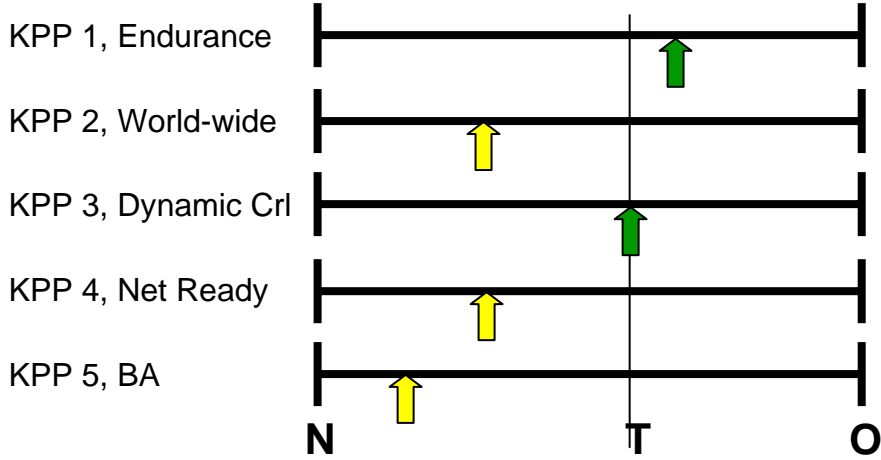 KPP 1, Endurance
KPP 2, World-wide
KPP 3, Dynamic Crl
KPP 4, Net Ready
KPP 5, BA
N T O